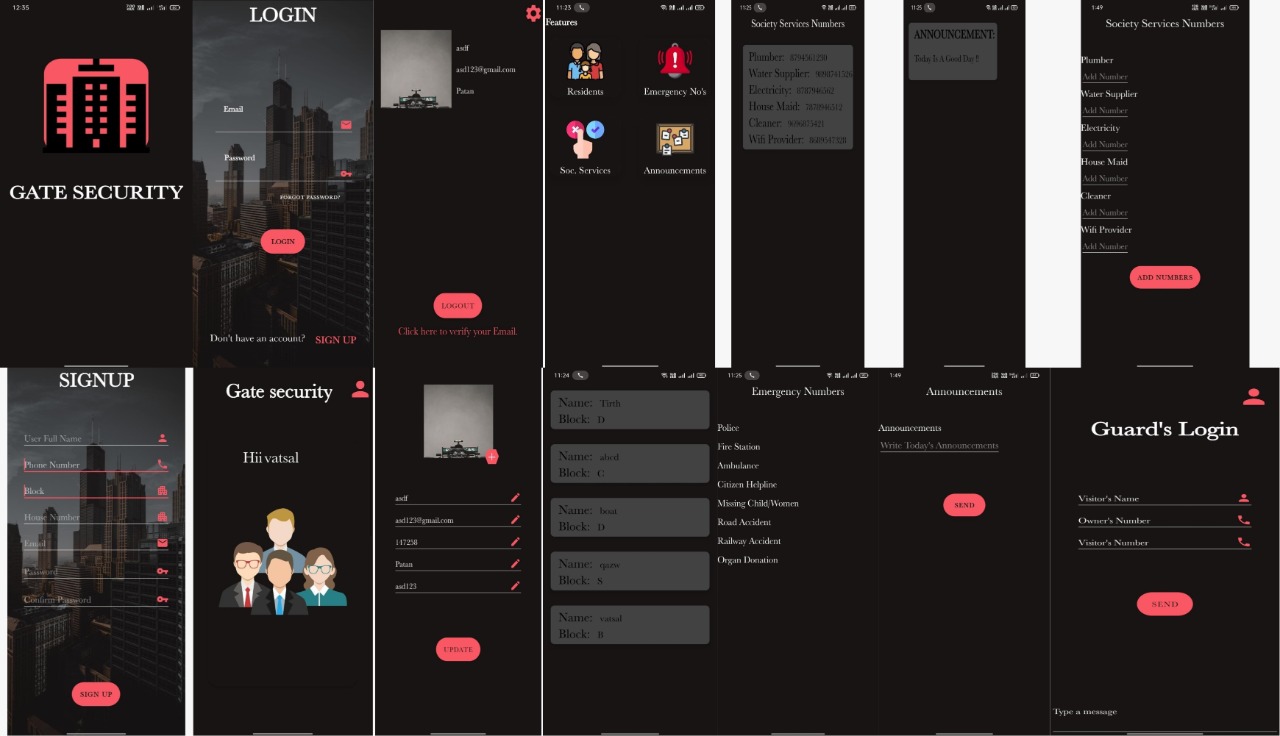 12:35
GATE SECURITY
LOGIN
Email
Password
FORGOT PASSWORD?
LOGIN
Don't have an account? SIGN UP
asdf
asd123@gmail.com
Patan
LOGOUT
Click here to verify your Email.
11:23
Features
Residents
Emergency No's
Soc. Services
Announcements
11:25
Society Services Numbers
Plumber: 8794561230
Water Supplier:
Electricity: 8787946562
House Maid: 7878946512
Cleaner: 9696875421
Wifi Provider: 8609547328
11:25
ANNOUNCEMENT:
Today Is A Good Day !!
1:49
Society Services Numbers
Plumber
Add Number
Water Supplier
Add Number
Electricity
Add Number
House Maid
Add Number
Cleaner
Add Number
Wifi Provider
Add Number
ADD NUMBERS
SIGNUP
User Full Name
Phone Number
Block
House Number
Email
Password
Confirm Password
SIGN UP
Gate security
Hii vatsal
asdf
asd123@gmail.com
147258
Patan
asd123
UPDATE
11:24
Name: Tirth
Block: D
Name: abcd
Block: C
Name: boat
Block: D
Name: qazw
Block: S
Name: vatsal
Block: B
11:25
Emergency Numbers
Police
Fire Station
Ambulance
Citizen Helpline
Missing Child/Women
Road Accident
Railway Accident
Organ Donation
1:49
Announcements
Announcements
Write Today's Announcements
SEND
Guard's Login
Visitor's Name
Owner's Number
Visitor's Number
SEND
Type a message